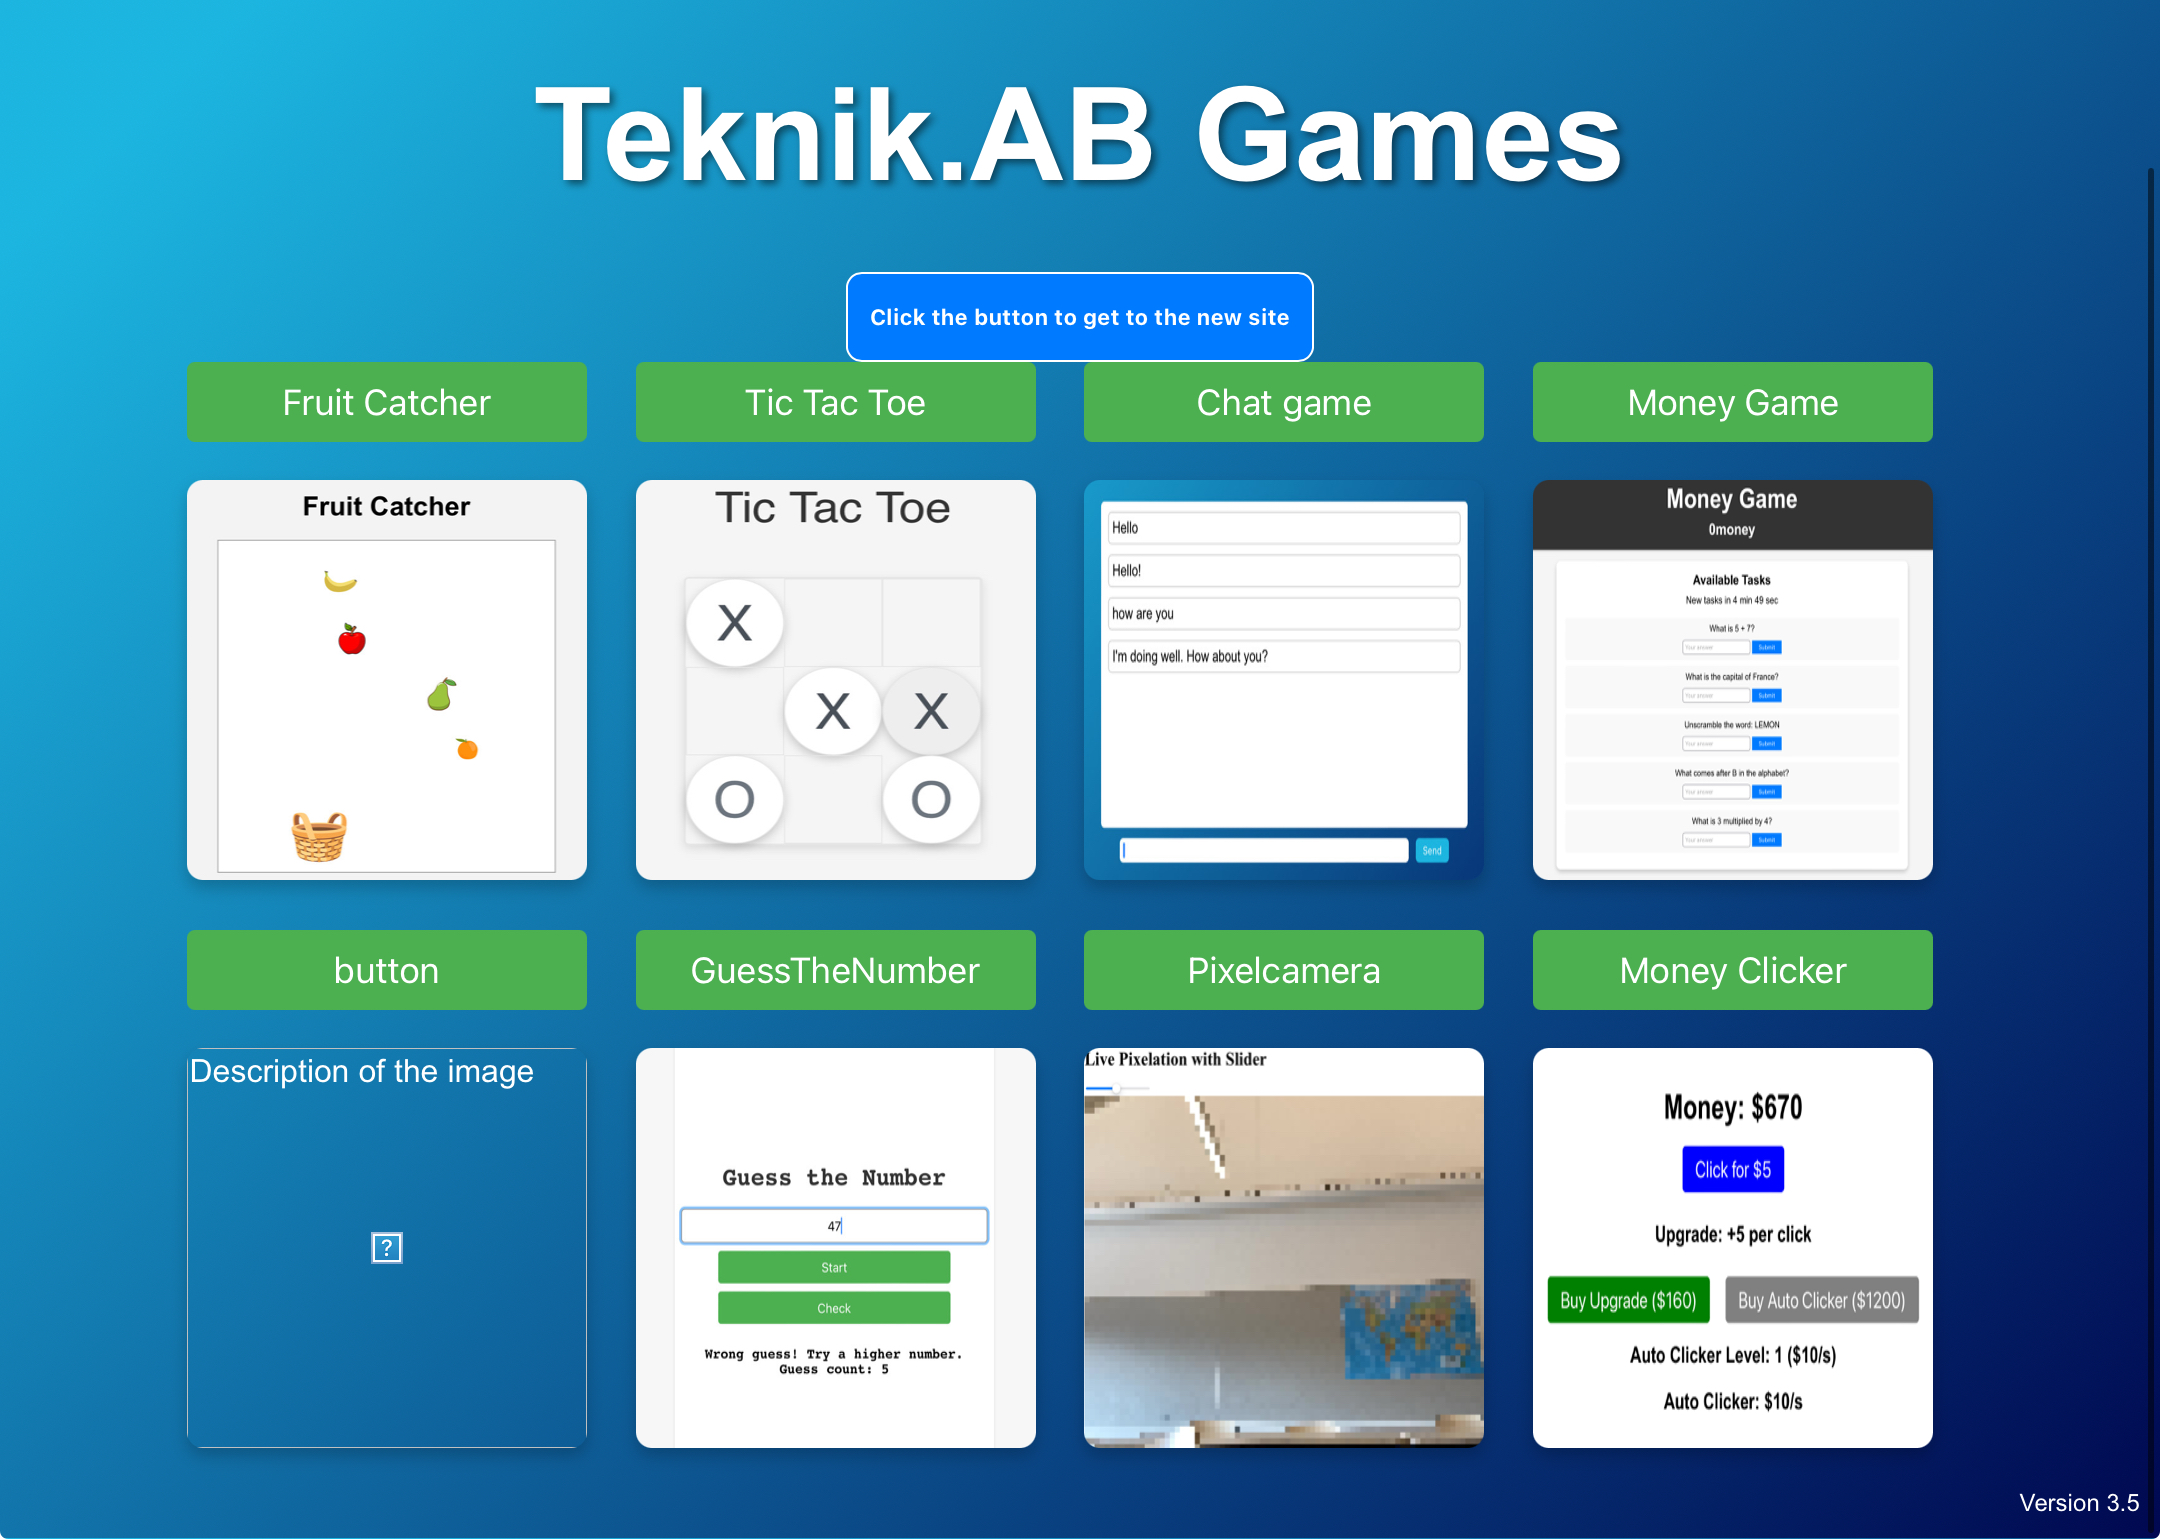 Teknik.AB Games
Click the button to get to the new site
Fruit Catcher
Tic Tac Toe
Chat game
Money Game
Fruit Catcher
Tic Tac Toe
X
X X
O O
Hello
Hello!
how are you
I'm doing well. How about you?
Send
Money Game
0money
Available Tasks
New tasks in 4 min 49 sec
What is 5 + 7?
Your answer Submit
What is the capital of France?
Your answer Submit
Unscramble the word: LEMON
Your answer Submit
What comes after B in the alphabet?
Your answer Submit
What is 3 multiplied by 4?
Your answer Submit
button
GuessTheNumber
Pixelcamera
Money Clicker
Description of the image
?
Guess the Number
47
Start
Check
Wrong guess! Try a higher number.
Guess count: 5
Live Pixelation with Slider
Money: $670
Click for $5
Upgrade: +5 per click
Buy Upgrade ($160) Buy Auto Clicker ($1200)
Auto Clicker Level: 1 ($10/s)
Auto Clicker: $10/s
Version 3.5